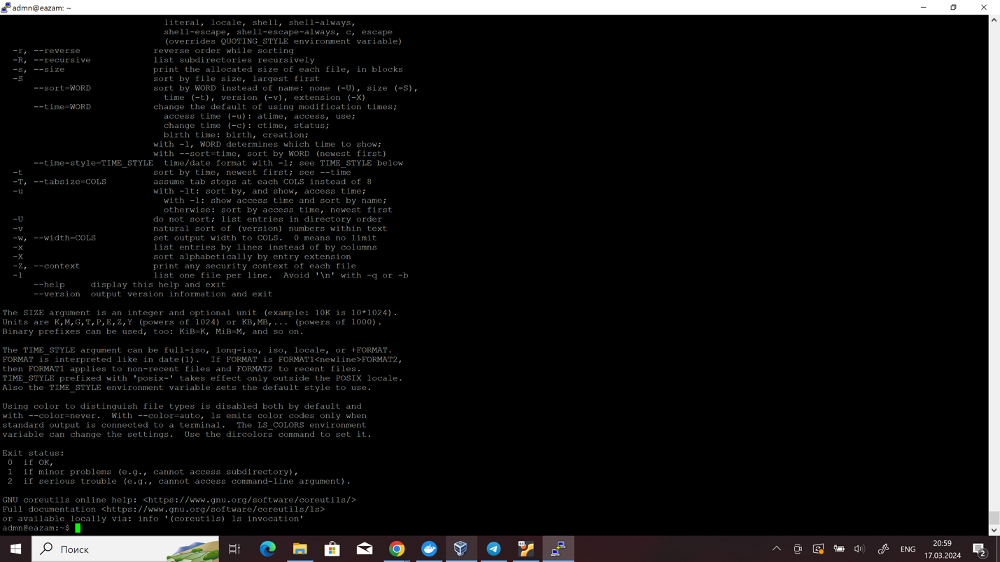 admn@eazam: ~
literal, locale, shell, shell-always,
shell-escape, shell-escape-always, c, escape
(overrides QUOTING_STYLE environment variable)
-r, --reverse              reverse order while sorting
-R, --recursive            list subdirectories recursively
-s, --size                 print the allocated size of each file, in blocks
-S                         sort by file size, largest first
--sort=WORD            sort by WORD instead of name: none (-U), size (-S),
time (-t), version (-v), extension (-X)
--time=WORD            change the default of using modification times;
access time (-u): atime, access, use;
change time (-c): ctime, status;
birth time: birth, creation;
with -l, WORD determines which time to show;
with --sort=time, sort by WORD (newest first)
--time-style=TIME_STYLE  time/date format with -l; see TIME_STYLE below
-t                         sort by time, newest first; see --time
-T, --tabsize=COLS         assume tab stops at each COLS instead of 8
-u                         with -lt: sort by, and show, access time;
with -l: show access time and sort by name;
otherwise: sort by access time, newest first
-U                         do not sort; list entries in directory order
-v                         natural sort of (version) numbers within text
-w, --width=COLS           set output width to COLS.  0 means no limit
-x                         list entries by lines instead of by columns
-X                         sort alphabetically by entry extension
-Z, --context              print any security context of each file
-1                         list one file per line.  Avoid '\n' with -q or -b
--help     display this help and exit
--version  output version information and exit
The SIZE argument is an integer and optional unit (example: 10K is 10*1024).
Units are K,M,G,T,P,E,Z,Y (powers of 1024) or KB,MB,... (powers of 1000).
Binary prefixes can be used, too: KiB=K, MiB=M, and so on.
The TIME_STYLE argument can be full-iso, long-iso, iso, locale, or +FORMAT.
FORMAT is interpreted like in date(1).  If FORMAT is FORMAT1<newline>FORMAT2,
then FORMAT1 applies to non-recent files and FORMAT2 to recent files.
TIME_STYLE prefixed with 'posix-' takes effect only outside the POSIX locale.
Also the TIME_STYLE environment variable sets the default style to use.
Using color to distinguish file types is disabled both by default and
with --color=never.  With --color=auto, ls emits color codes only when
standard output is connected to a terminal.  The LS_COLORS environment
variable can change the settings.  Use the dircolors command to set it.
Exit status:
0  if OK,
1  if minor problems (e.g., cannot access subdirectory),
2  if serious trouble (e.g., cannot access command-line argument).
GNU coreutils online help: <https://www.gnu.org/software/coreutils/>
Full documentation <https://www.gnu.org/software/coreutils/ls>
or available locally via: info '(coreutils) ls invocation'
admn@eazam:~$
Поиск
64
ENG
20:59
17.03.2024
2